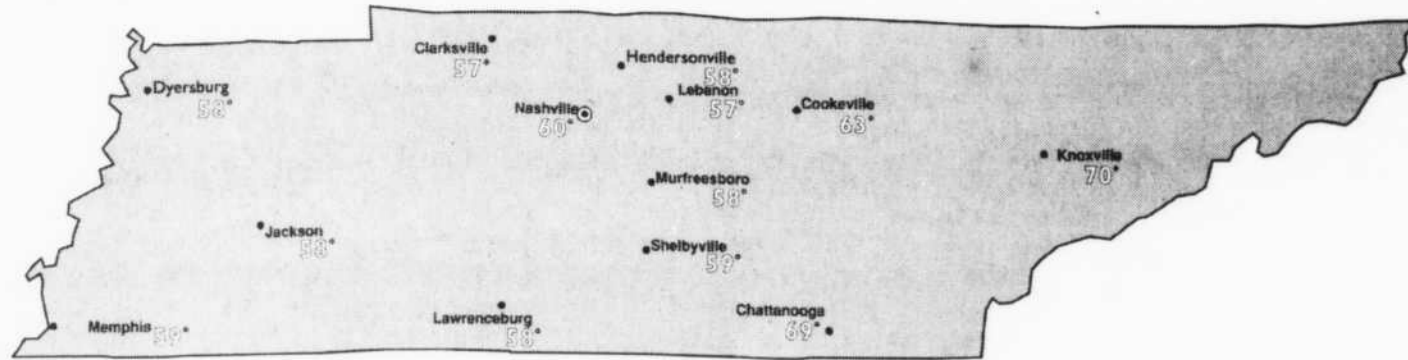 Clarksville
57°
Hendersonville
58°
Dyersburg
58°
Lebanon
57°
Nashville
60°
Cookeville
63°
Knoxville
70°
Murfreesboro
58°
Jackson
58°
Shelbyville
59°
Memphis
59°
Lawrenceburg
58°
Chattanooga
69°